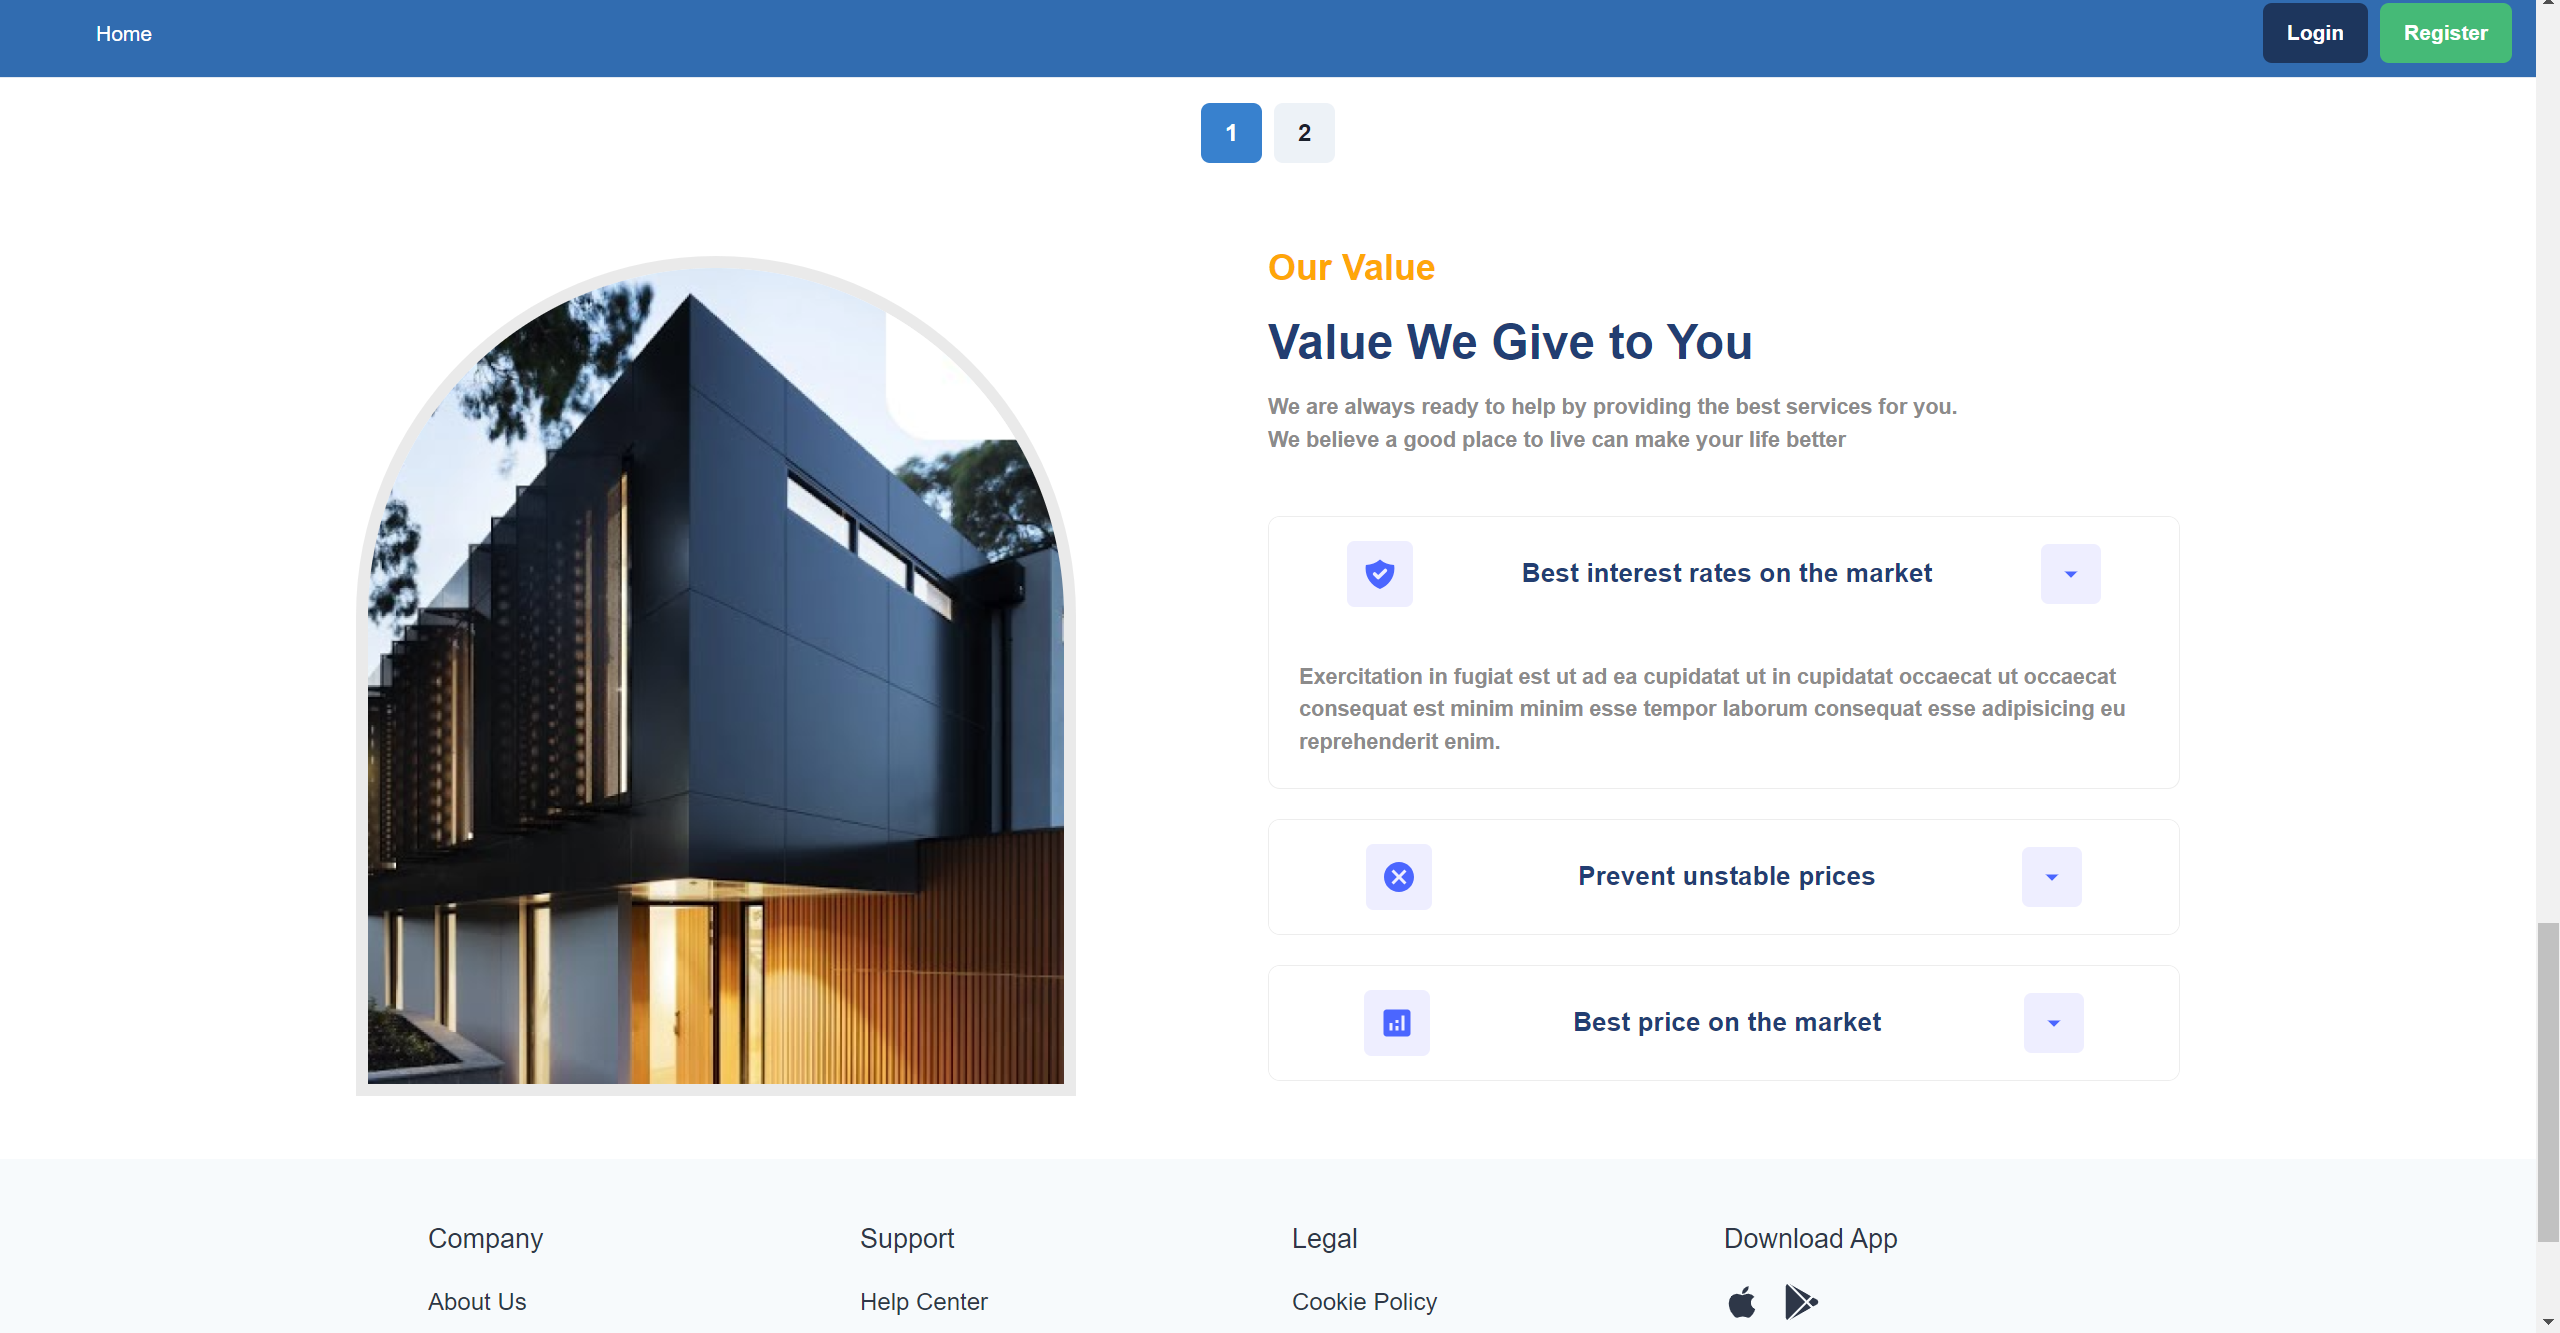 Home
Login
Register
1
2
Our Value
Value We Give to You
We are always ready to help by providing the best services for you.
We believe a good place to live can make your life better
Best interest rates on the market
Exercitation in fugiat est ut ad ea cupidatat ut in cupidatat occaecat ut occaecat
consequat est minim minim esse tempor laborum consequat esse adipisicing eu
reprehenderit enim.
Prevent unstable prices
Best price on the market
Company
Support
Legal
Download App
About Us
Help Center
Cookie Policy